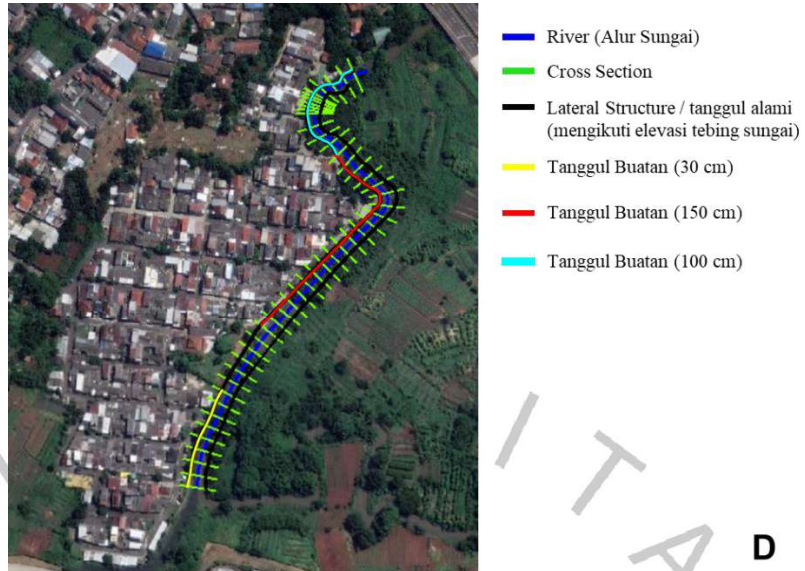 River (Alur Sungai)
Cross Section
Lateral Structure / tanggul alami
(mengikuti elevasi tebing sungai)
Tanggul Buatan (30 cm)
Tanggul Buatan (150 cm)
Tanggul Buatan (100 cm)
I T A
D